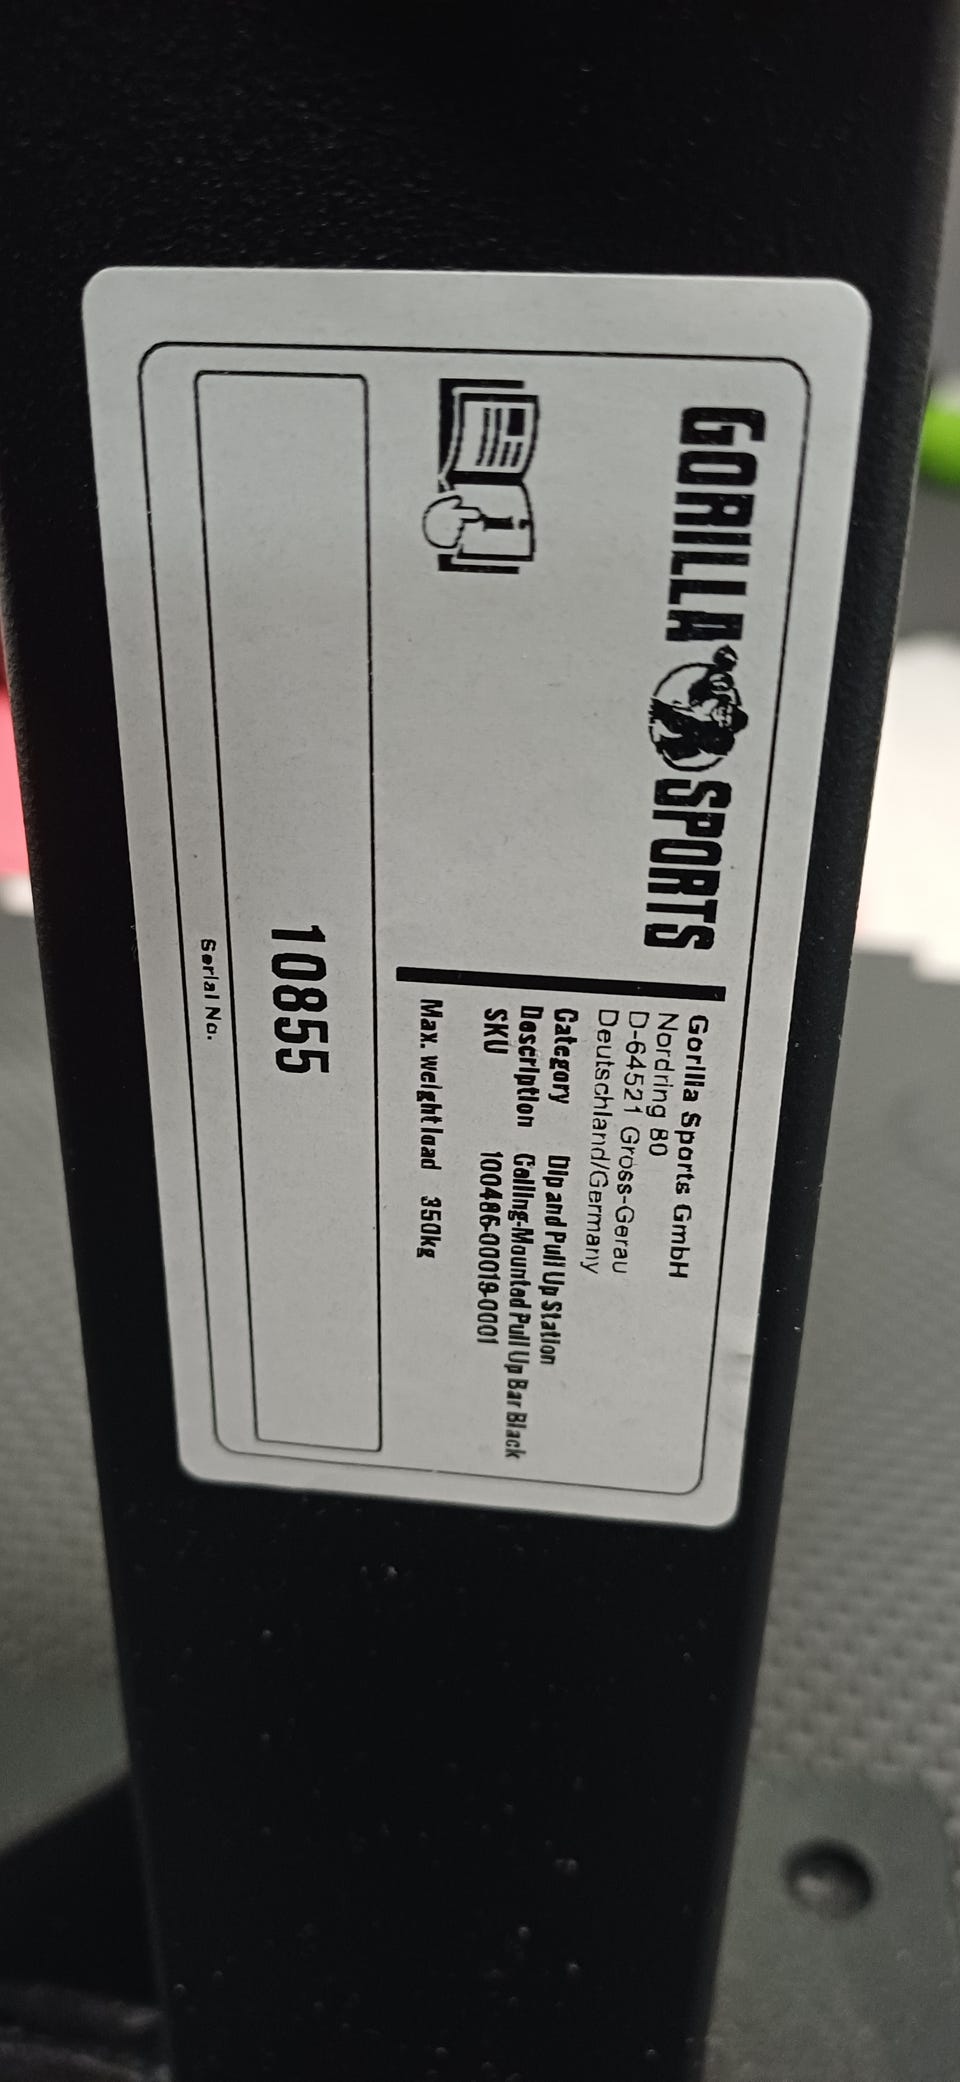 GORILLA SPORTS
Gorilla Sports GmbH
Nordring 80
D-64521 Gross-Gerau
Deutschland/Germany
Category Dip and Pull Up Station
Description Ceiling-Mounted Pull Up Bar Black
SKU 100486-00019-0001
Max. weight load 350kg
10855
Serial No.